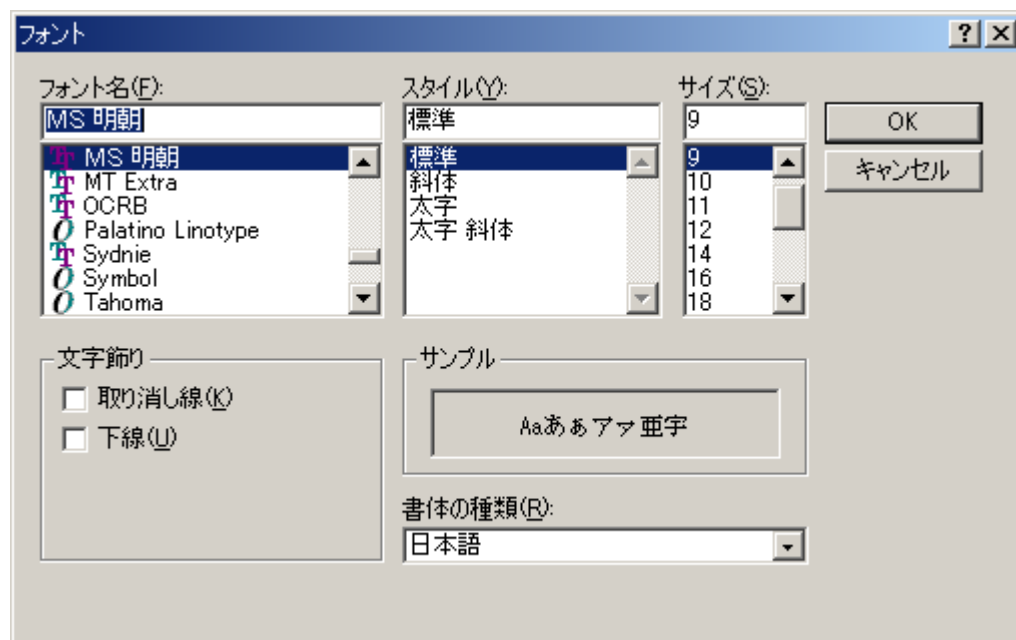 フォント
フォント名(F):
MS 明朝
MS 明朝
MT Extra
OCRB
Palatino Linotype
Sydnie
Symbol
Tahoma
スタイル(Y):
標準
標準
斜体
太字
太字 斜体
サイズ(S):
9
9
10
11
12
14
16
18
OK
キャンセル
文字飾り
取り消し線(K)
下線(U)
サンプル
Aaあぁアァ亜宇
書体の種類(R):
日本語